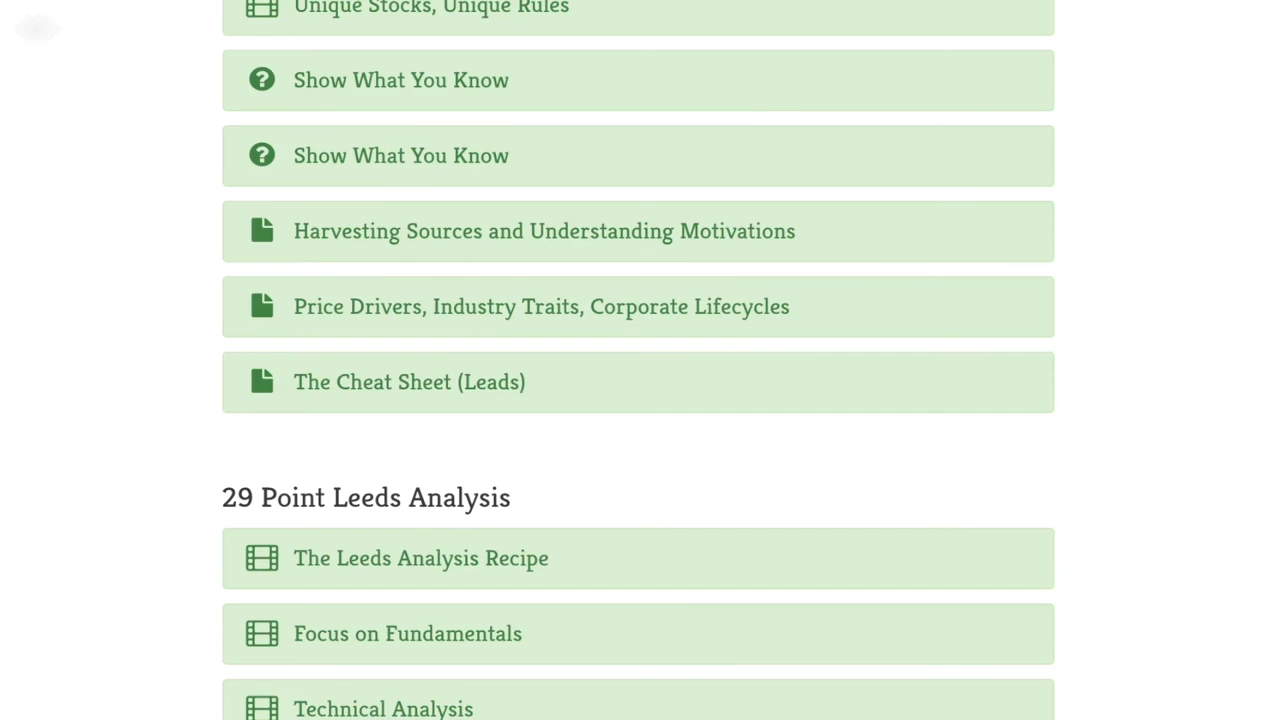 Unique Stocks, Unique Rules
Show What You Know
Show What You Know
Harvesting Sources and Understanding Motivations
Price Drivers, Industry Traits, Corporate Lifecycles
The Cheat Sheet (Leads)
29 Point Leeds Analysis
The Leeds Analysis Recipe
Focus on Fundamentals
Technical Analysis